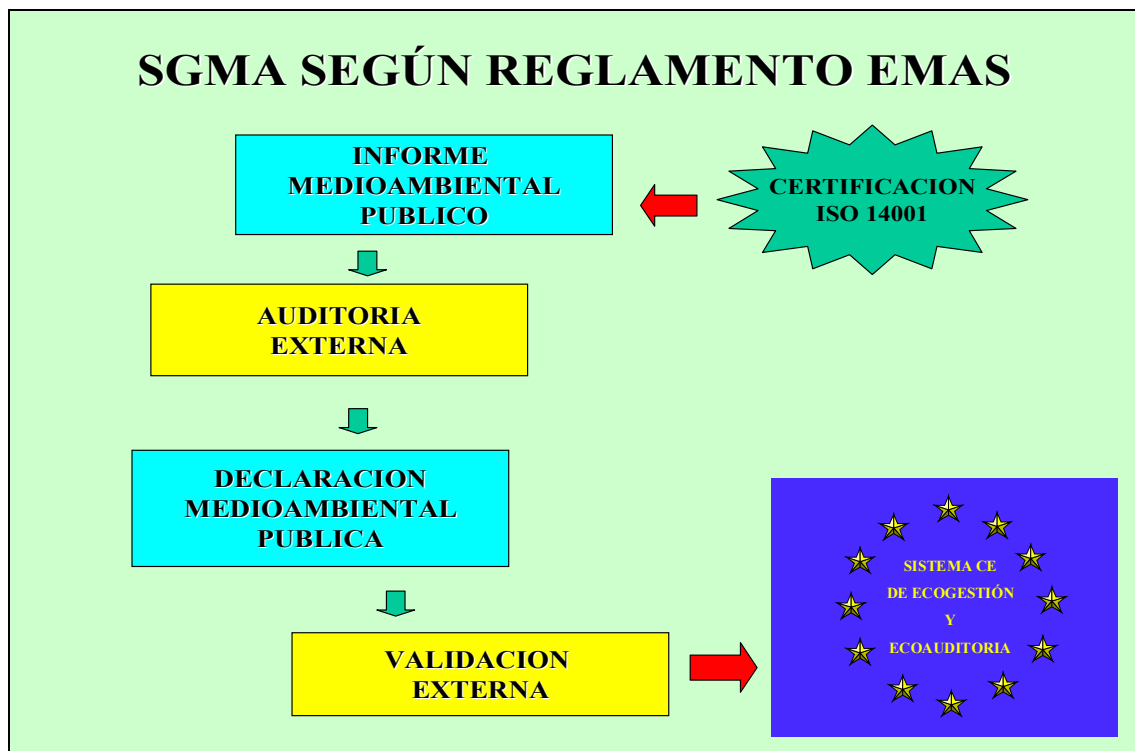 SGMA SEGÚN REGLAMENTO EMAS
INFORME
MEDIOAMBIENTAL
PUBLICO
CERTIFICACION
ISO 14001
AUDITORIA
EXTERNA
DECLARACION
MEDIOAMBIENTAL
PUBLICA
SISTEMA CE
DE ECOGESTIÓN
Y
ECOAUDITORIA
VALIDACION
EXTERNA